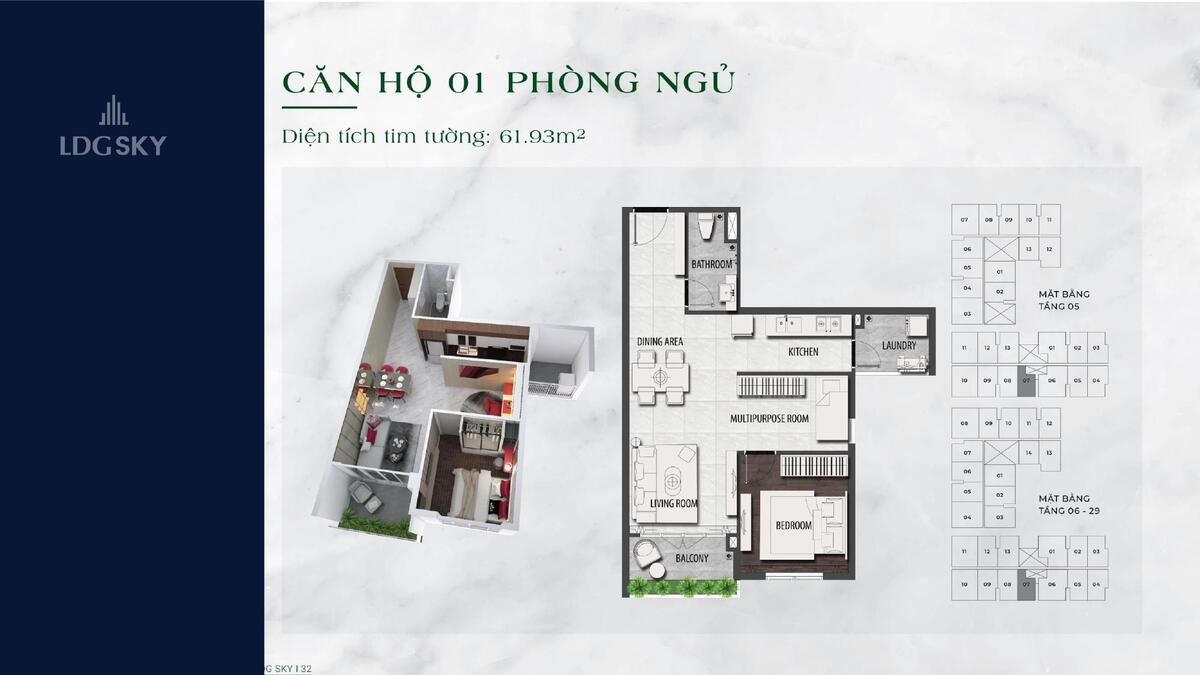 LDG SKY
CĂN HỘ 01 PHÒNG NGỦ
Diện tích tim tường: 61.93m²
BATHROOM
DINING AREA
KITCHEN
LAUNDRY
MULTIPURPOSE ROOM
LIVING ROOM
BEDROOM
BALCONY
07 08 09 10 11
06 13 12
05 01
04 02
03
MẶT BẰNG
TẦNG 05
11 12 13 01 02 03
10 09 08 07 06 05 04
08 09 10 11 12
07 14 13
06 01
05 02
04 03
MẶT BẰNG
TẦNG 06 - 29
11 12 13 01 02 03
10 09 08 07 06 05 04
G SKY | 32